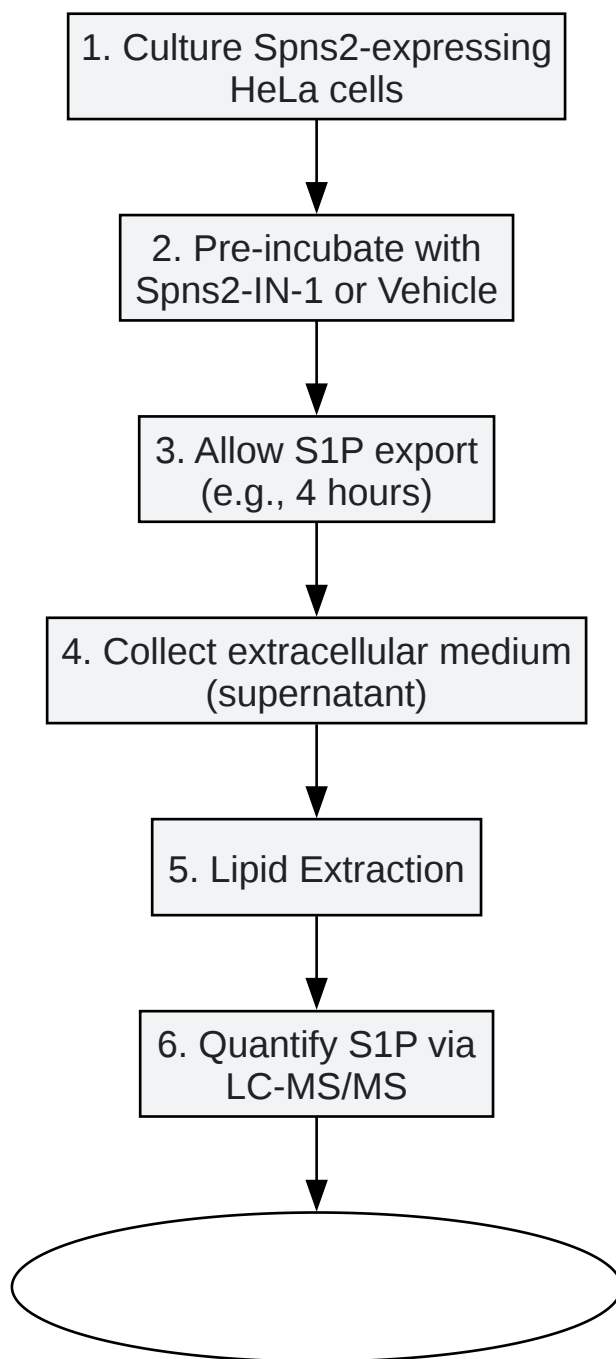 1. Culture Spns2-expressing
HeLa cells
2. Pre-incubate with
Spns2-IN-1 or Vehicle
3. Allow S1P export
(e.g., 4 hours)
4. Collect extracellular medium
(supernatant)
5. Lipid Extraction
6. Quantify S1P via
LC-MS/MS